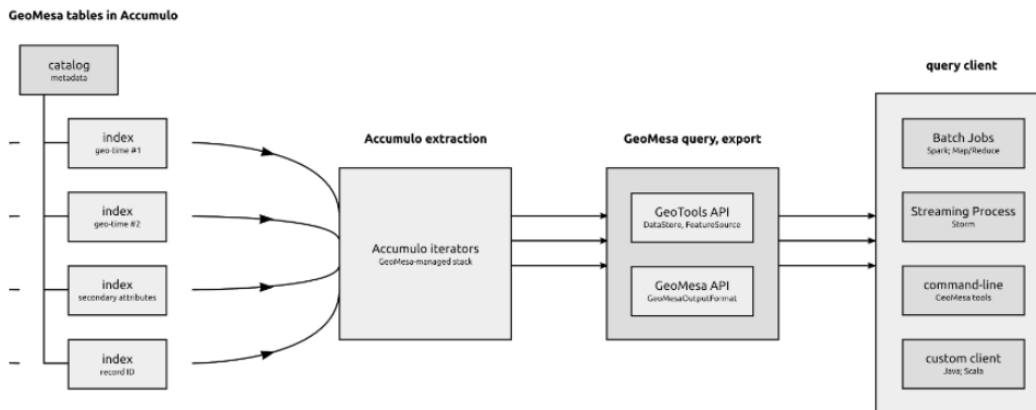 GeoMesa tables in Accumulo
catalog
metadata
index
geo-time #1
index
geo-time #2
index
secondary attributes
index
record ID
Accumulo extraction
Accumulo iterators
GeoMesa-managed stack
GeoMesa query, export
GeoTools API
DataStore, FeatureSource
GeoMesa API
GeoMesaOutputFormat
query client
Batch Jobs
Spark; Map/Reduce
Streaming Process
Storm
command-line
GeoMesa tools
custom client
Java; Scala